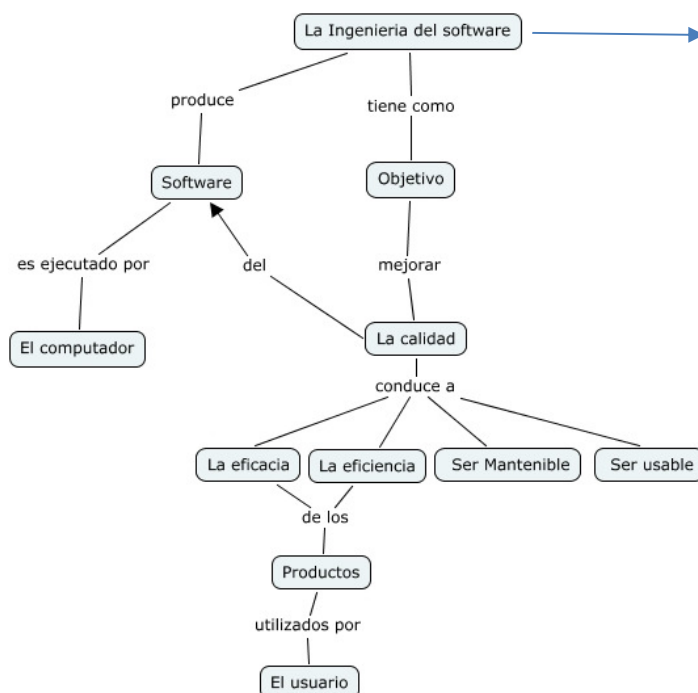 La Ingenieria del software
produce
tiene como
Software
Objetivo
es ejecutado por
del
mejorar
El computador
La calidad
conduce a
La eficacia
La eficiencia
Ser Mantenible
Ser usable
de los
Productos
utilizados por
El usuario